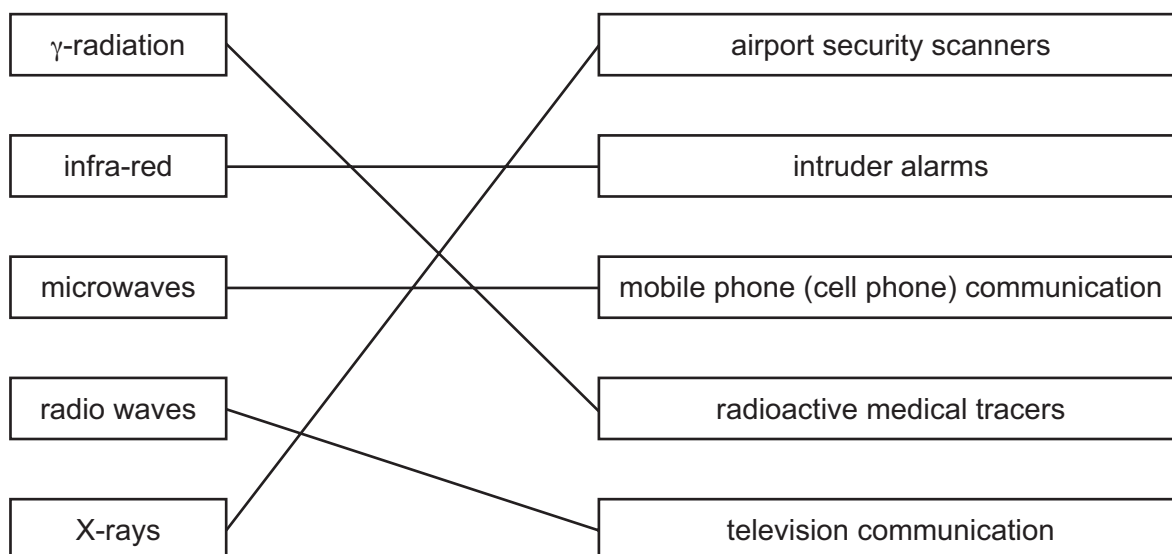 γ-radiation
airport security scanners
infra-red
intruder alarms
microwaves
mobile phone (cell phone) communication
radio waves
radioactive medical tracers
X-rays
television communication